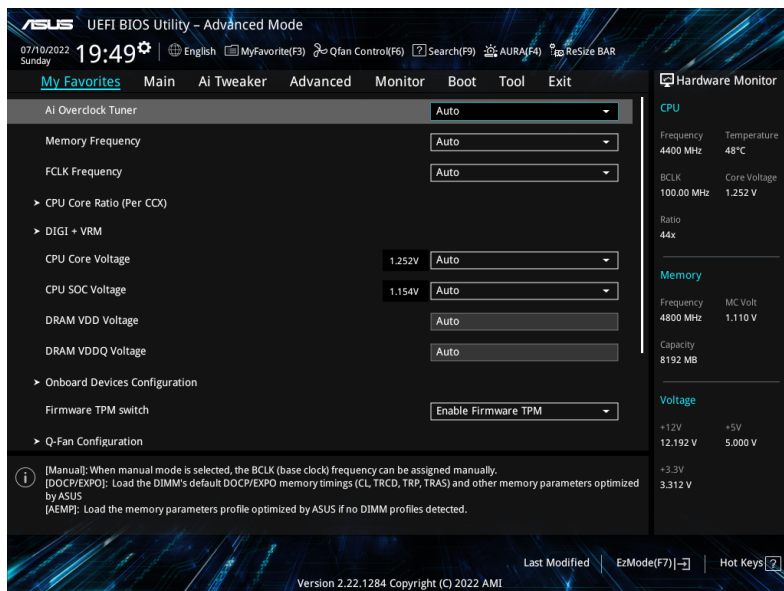 ASUS UEFI BIOS Utility – Advanced Mode
07/10/2022 Sunday 19:49 English MyFavorite(F3) Qfan Control(F6) ? Search(F9) AURA(F4) ReSize BAR
My Favorites Main Ai Tweaker Advanced Monitor Boot Tool Exit
Ai Overclock Tuner Auto
Memory Frequency Auto
FCLK Frequency Auto
> CPU Core Ratio (Per CCX)
> DIGI + VRM
CPU Core Voltage 1.252V Auto
CPU SOC Voltage 1.154V Auto
DRAM VDD Voltage Auto
DRAM VDDQ Voltage Auto
> Onboard Devices Configuration
Firmware TPM switch Enable Firmware TPM
> Q-Fan Configuration
i
[Manual]: When manual mode is selected, the BCLK (base clock) frequency can be assigned manually.
[DOCP/EXPO]: Load the DIMM's default DOCP/EXPO memory timings (CL, TRCD, TRP, TRAS) and other memory parameters optimized
by ASUS
[AEMP]: Load the memory parameters profile optimized by ASUS if no DIMM profiles detected.
Hardware Monitor
CPU
Frequency Temperature
4400 MHz 48°C
BCLK Core Voltage
100.00 MHz 1.252 V
Ratio
44x
Memory
Frequency MC Volt
4800 MHz 1.110 V
Capacity
8192 MB
Voltage
+12V +5V
12.192 V 5.000 V
+3.3V
3.312 V
Last Modified EzMode(F7) Hot Keys ?
Version 2.22.1284 Copyright (C) 2022 AMI